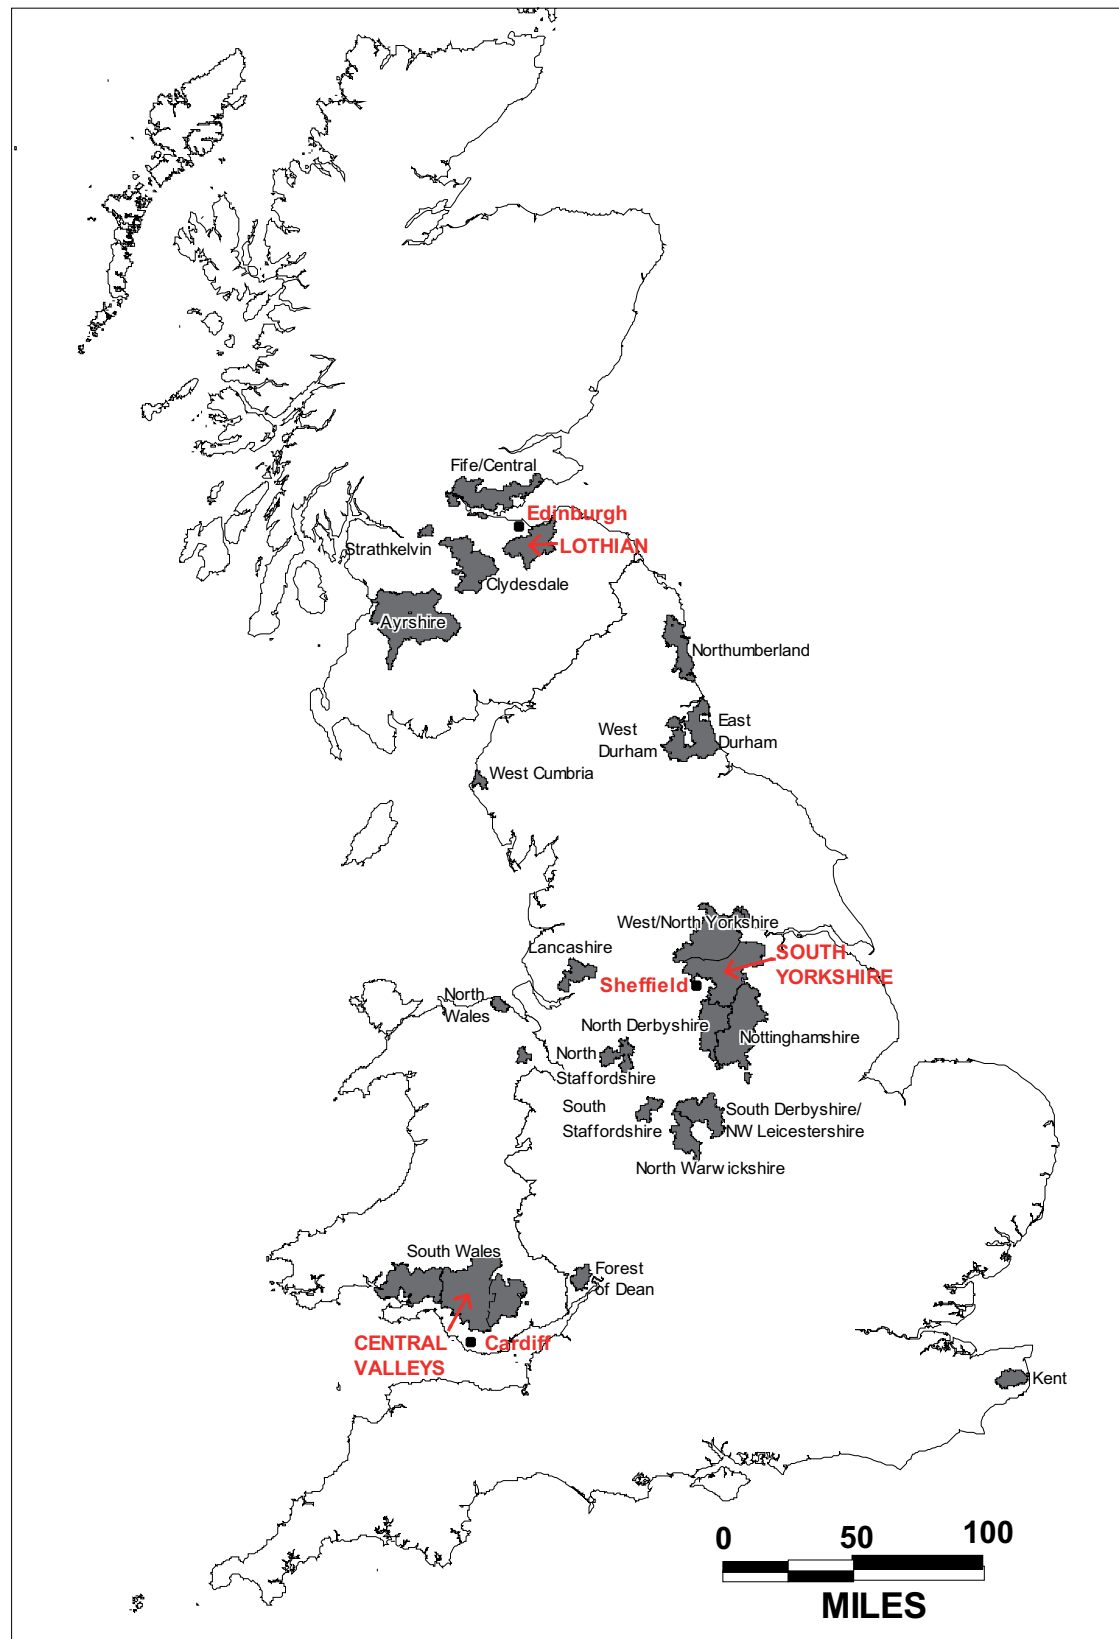 Fife/Central
Edinburgh
Strathkelvin
LOTHIAN
Clydesdale
Ayrshire
Northumberland
West
Durham
East
Durham
West Cumbria
West/North Yorkshire
Lancashire
SOUTH
YORKSHIRE
Sheffield
North
Wales
North Derbyshire
Nottinghamshire
North
Staffordshire
South
Staffordshire
South Derbyshire/
NW Leicestershire
North Warwickshire
South Wales
Forest
of Dean
CENTRAL
VALLEYS
Cardiff
Kent
0 50 100
MILES